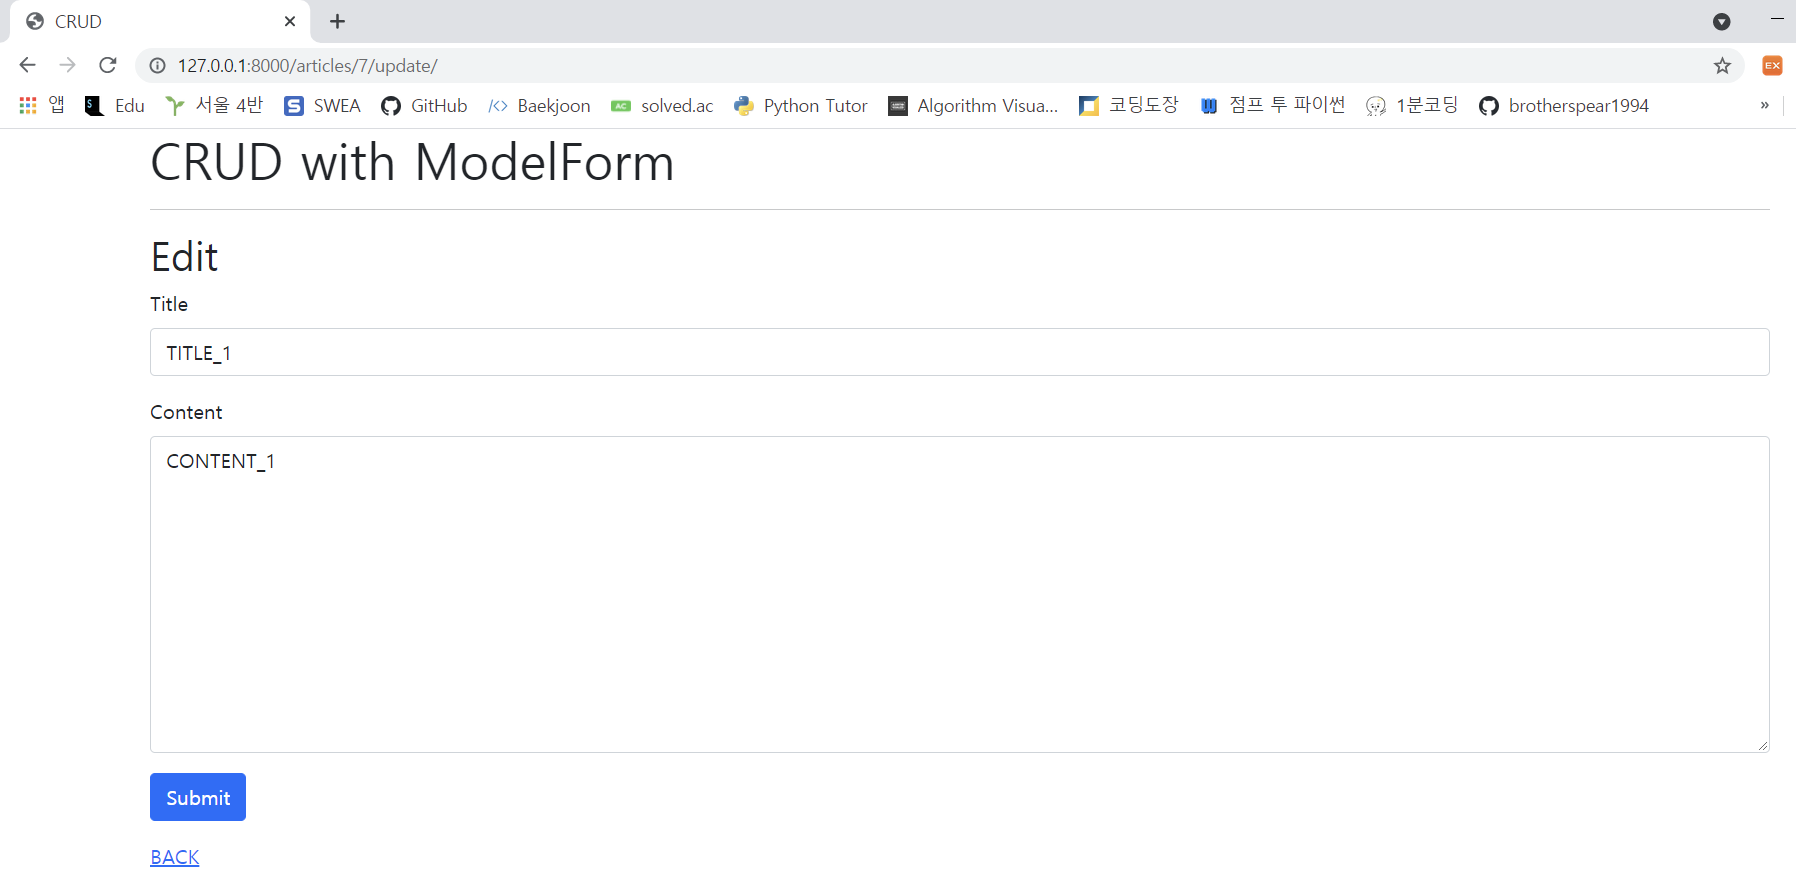 CRUD
127.0.0.1:8000/articles/7/update/
앱 Edu 서울 4반 SWEA GitHub Baekjoon AC solved.ac Python Tutor Algorithm Visua... 코딩도장 점프 투 파이썬 1분코딩 brotherspear1994 »
EX
CRUD with ModelForm
Edit
Title
TITLE_1
Content
CONTENT_1
Submit
BACK